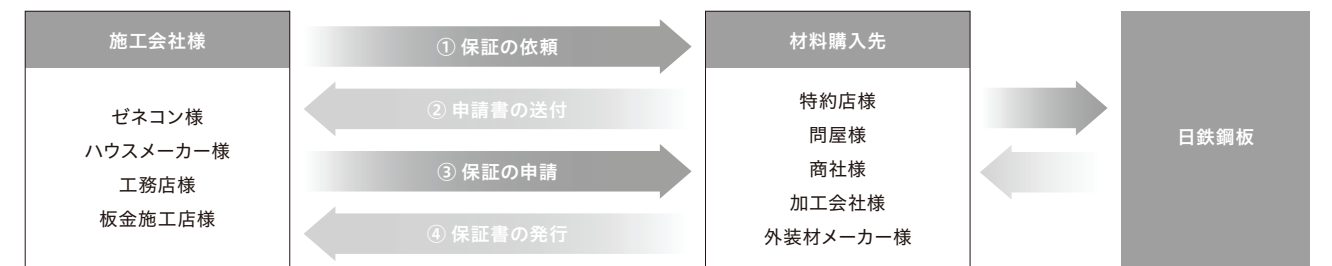 施工会社様
ゼネコン様
ハウスメーカー様
工務店様
板金施工店様
① 保証の依頼
② 申請書の送付
③ 保証の申請
④ 保証書の発行
材料購入先
特約店様
問屋様
商社様
加工会社様
外装材メーカー様
日鉄鋼板